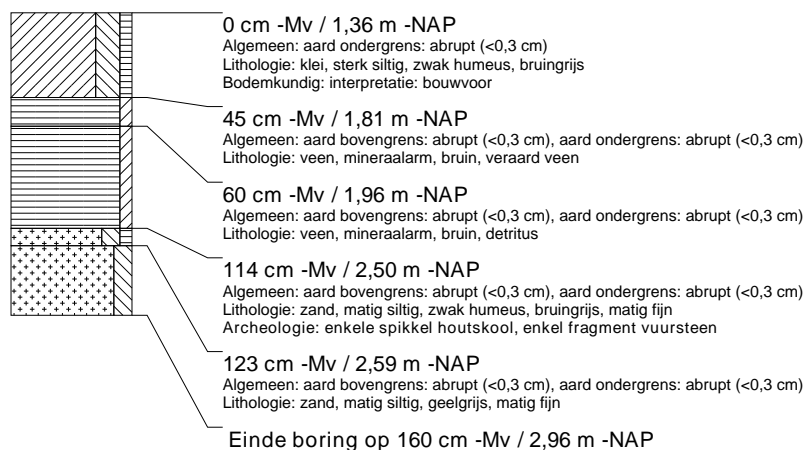 0 cm -Mv / 1,36 m -NAP
Algemeen: aard ondergrens: abrupt (<0,3 cm)
Lithologie: klei, sterk siltig, zwak humeus, bruingrijs
Bodemkundig: interpretatie: bouwvoor
45 cm -Mv / 1,81 m -NAP
Algemeen: aard bovengrens: abrupt (<0,3 cm), aard ondergrens: abrupt (<0,3 cm)
Lithologie: veen, mineraalarm, bruin, veraard veen
60 cm -Mv / 1,96 m -NAP
Algemeen: aard bovengrens: abrupt (<0,3 cm), aard ondergrens: abrupt (<0,3 cm)
Lithologie: veen, mineraalarm, bruin, detritus
114 cm -Mv / 2,50 m -NAP
Algemeen: aard bovengrens: abrupt (<0,3 cm), aard ondergrens: abrupt (<0,3 cm)
Lithologie: zand, matig siltig, zwak humeus, bruingrijs, matig fijn
Archeologie: enkele spikkel houtskool, enkel fragment vuursteen
123 cm -Mv / 2,59 m -NAP
Algemeen: aard bovengrens: abrupt (<0,3 cm), aard ondergrens: abrupt (<0,3 cm)
Lithologie: zand, matig siltig, geelgrijs, matig fijn
Einde boring op 160 cm -Mv / 2,96 m -NAP